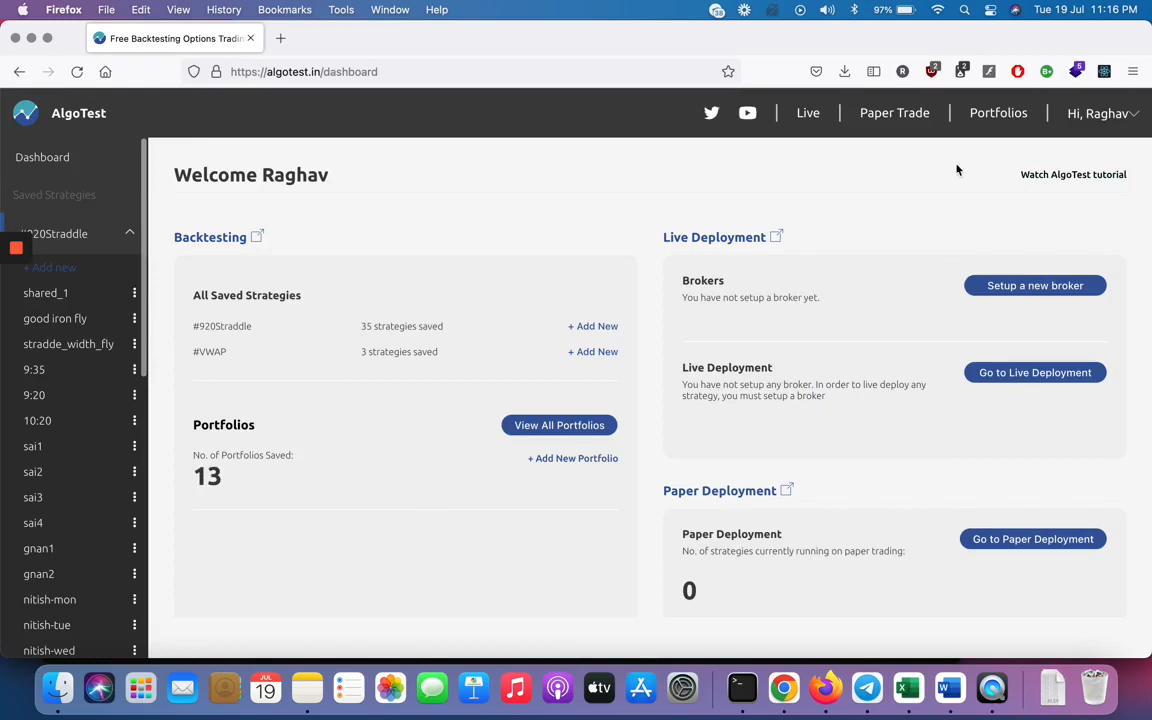 Firefox File Edit View History Bookmarks Tools Window Help 38 97% Tue 19 Jul 11:16 PM
Free Backtesting Options Tradin
https://algotest.in/dashboard R 2 2 B+ 5
AlgoTest Live Paper Trade Portfolios Hi, Raghav
Dashboard
Saved Strategies
#920Straddle
+ Add new
shared_1
good iron fly
stradde_width_fly
9:35
9:20
10:20
sai1
sai2
sai3
sai4
gnan1
gnan2
nitish-mon
nitish-tue
nitish-wed
Welcome Raghav
Watch AlgoTest tutorial
Backtesting
All Saved Strategies
#920Straddle 35 strategies saved + Add New
#VWAP 3 strategies saved + Add New
Portfolios View All Portfolios
No. of Portfolios Saved: + Add New Portfolio
13
Live Deployment
Brokers Setup a new broker
You have not setup a broker yet.
Live Deployment Go to Live Deployment
You have not setup any broker. In order to live deploy any
strategy, you must setup a broker
Paper Deployment
Paper Deployment Go to Paper Deployment
No. of strategies currently running on paper trading:
0
JUL
19
tv